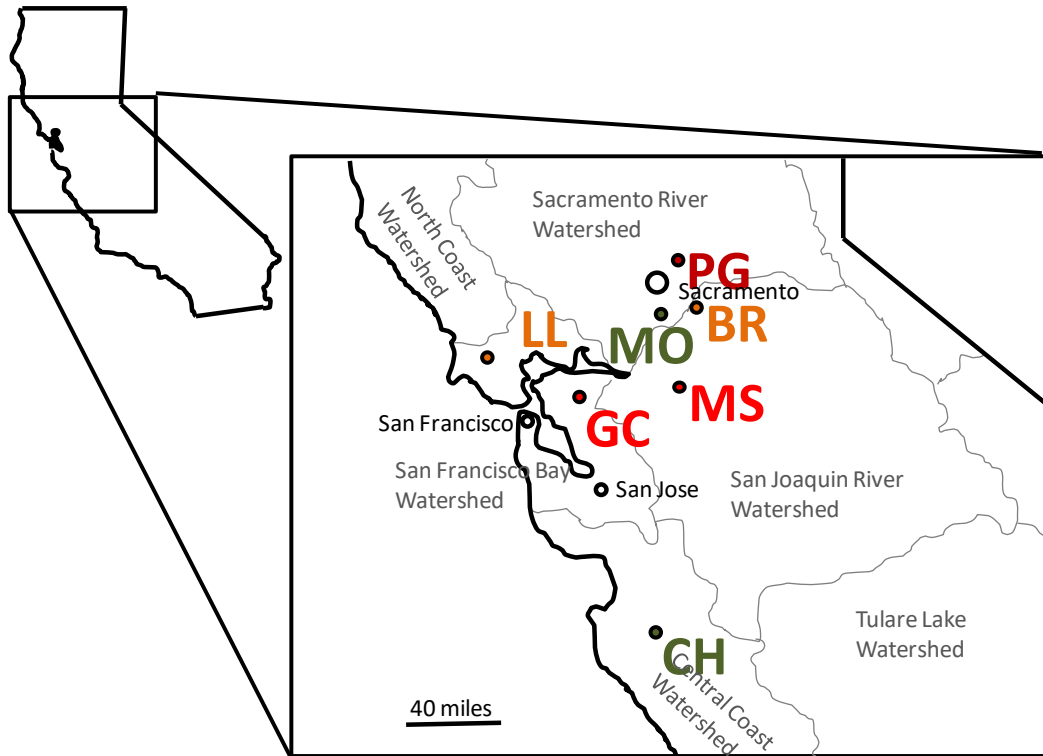 North Coast
Watershed
Sacramento River
Watershed
PG
Sacramento
BR
LL
MO
MS
GC
San Francisco
San Francisco Bay
Watershed
San Jose
San Joaquin River
Watershed
Tulare Lake
Watershed
CH
Central Coast
Watershed
40 miles